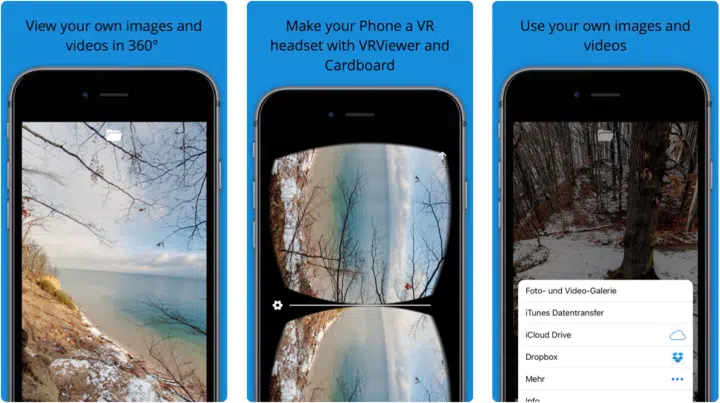 View your own images and
videos in 360°
Make your Phone a VR
headset with VRViewer and
Cardboard
Use your own images and
videos
Foto- und Video-Galerie
iTunes Datentransfer
iCloud Drive
Dropbox
Mehr
Info